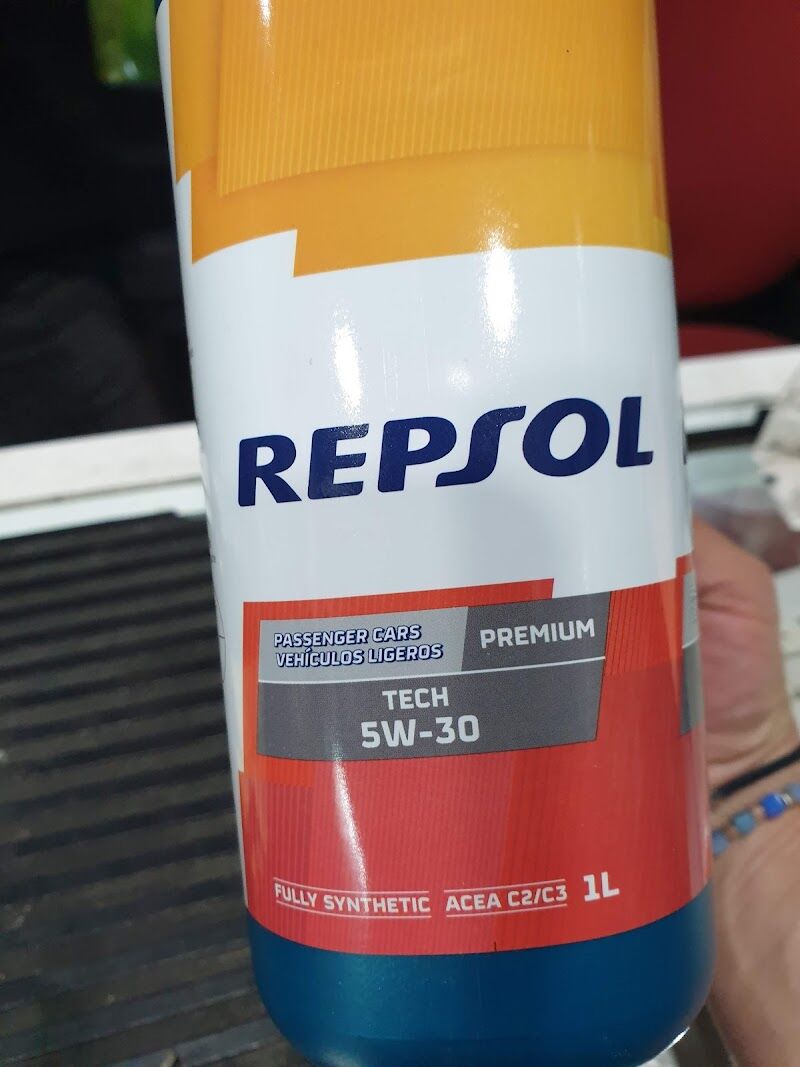 REPSOL
PASSENGER CARS
VEHÍCULOS LIGEROS
PREMIUM
TECH
5W-30
FULLY SYNTHETIC ACEA C2/C3 1L